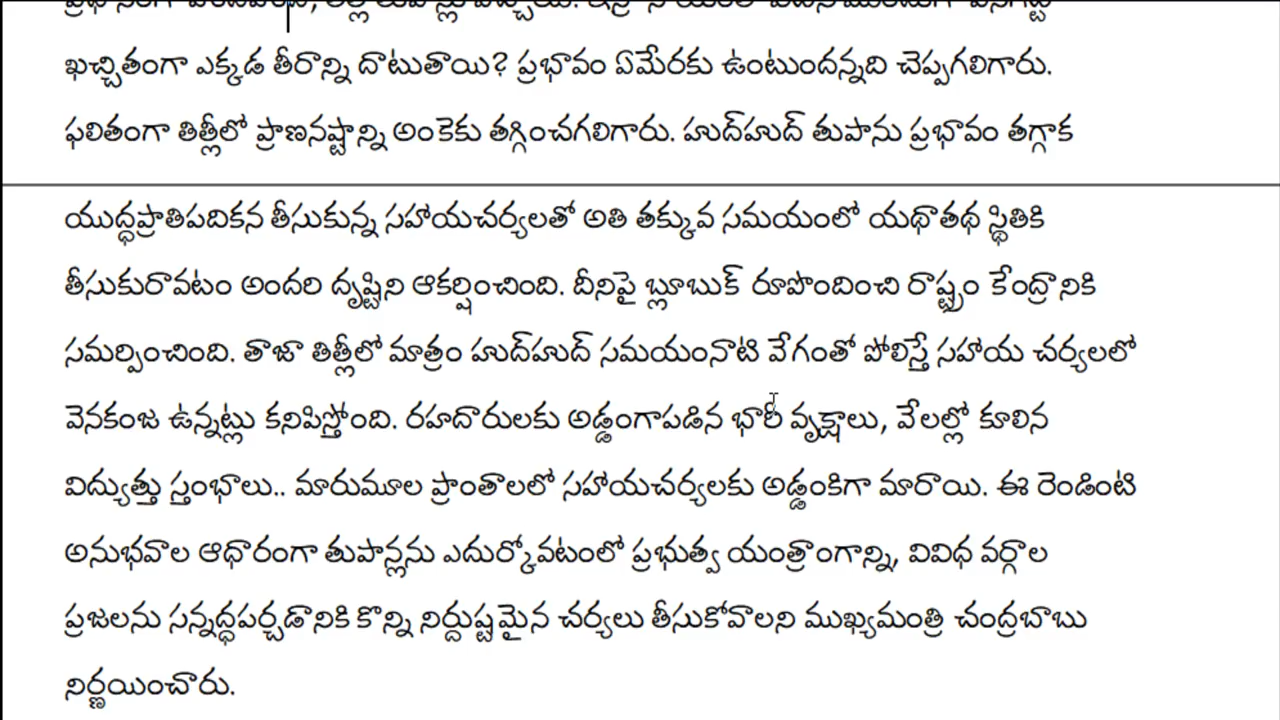 ఖచ్చితంగా ఎక్కడ తీరాన్ని దాటుతాయి? ప్రభావం ఏమేరకు ఉంటుందన్నది చెప్పగలిగారు.
ఫలితంగా తిత్లీలో ప్రాణనష్టాన్ని అంకెకు తగ్గించగలిగారు. హుద్‌హుద్ తుపాను ప్రభావం తగ్గాక
యుద్ధప్రాతిపదికన తీసుకున్న సహాయచర్యలతో అతి తక్కువ సమయంలో యథాతథ స్థితికి
తీసుకురావటం అందరి దృష్టిని ఆకర్షించింది. దీనిపై బ్లూబుక్ రూపొందించి రాష్ట్రం కేంద్రానికి
సమర్పించింది. తాజా తిత్లీలో మాత్రం హుద్‌హుద్ సమయంనాటి వేగంతో పోలిస్తే సహాయ చర్యలలో
వెనకంజ ఉన్నట్లు కనిపిస్తోంది. రహదారులకు అడ్డంగాపడిన భారీ వృక్షాలు, వేలల్లో కూలిన
విద్యుత్తు స్తంభాలు.. మారుమూల ప్రాంతాలలో సహాయచర్యలకు అడ్డంకిగా మారాయి. ఈ రెండింటి
అనుభవాల ఆధారంగా తుపాన్లను ఎదుర్కోవటంలో ప్రభుత్వ యంత్రాంగాన్ని, వివిధ వర్గాల
ప్రజలను సన్నద్ధపర్చడానికి కొన్ని నిర్దుష్టమైన చర్యలు తీసుకోవాలని ముఖ్యమంత్రి చంద్రబాబు
నిర్ణయించారు.